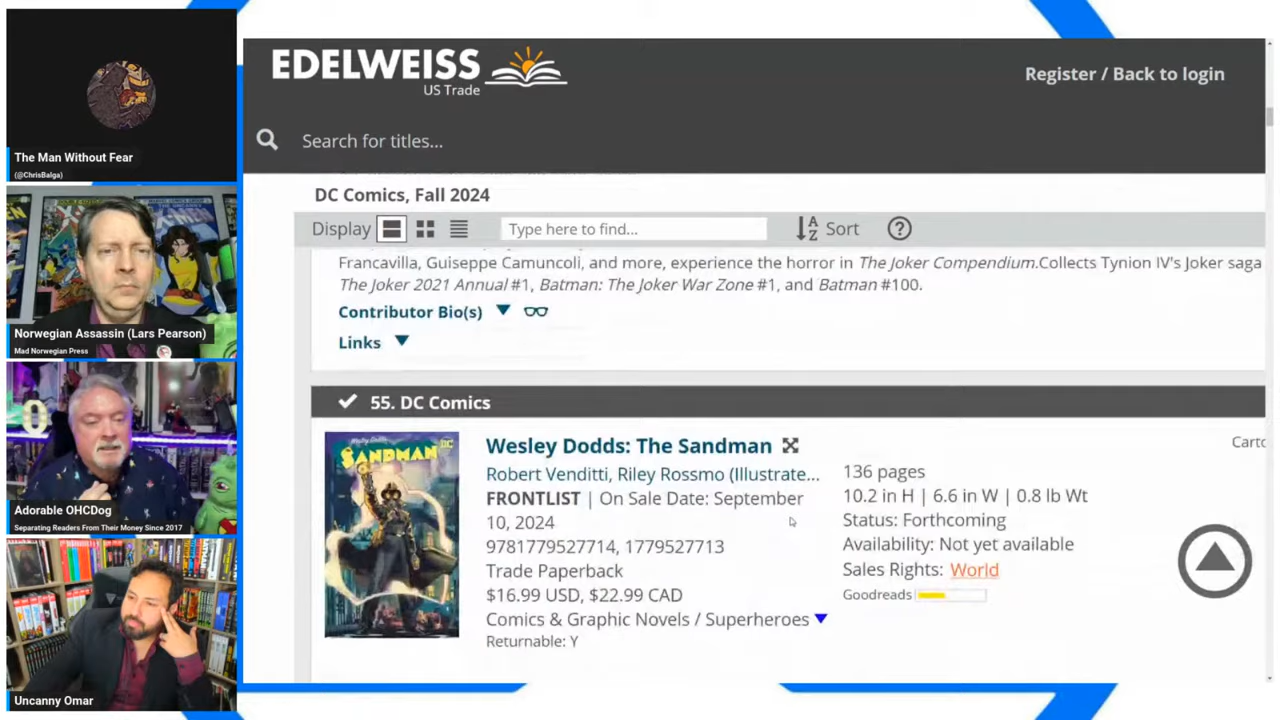 The Man Without Fear
(@ChrisBalga)
Norwegian Assassin (Lars Pearson)
Mad Norwegian Press
Adorable OHCDog
Separating Readers From Their Money Since 2017
Uncanny Omar
EDELWEISS
US Trade
Register / Back to login
Search for titles...
DC Comics, Fall 2024
Display
Type here to find...
A Z Sort ?
Francavilla, Guiseppe Camuncoli, and more, experience the horror in The Joker Compendium.Collects Tynion IV's Joker saga
The Joker 2021 Annual #1, Batman: The Joker War Zone #1, and Batman #100.
Contributor Bio(s)
Links
55. DC Comics
SANDMAN
DC
Wesley Dodds: The Sandman
Robert Venditti, Riley Rossmo (Illustrate...
FRONTLIST | On Sale Date: September
10, 2024
9781779527714, 1779527713
Trade Paperback
$16.99 USD, $22.99 CAD
Comics & Graphic Novels / Superheroes
Returnable: Y
Carto
136 pages
10.2 in H | 6.6 in W | 0.8 lb Wt
Status: Forthcoming
Availability: Not yet available
Sales Rights: World
Goodreads